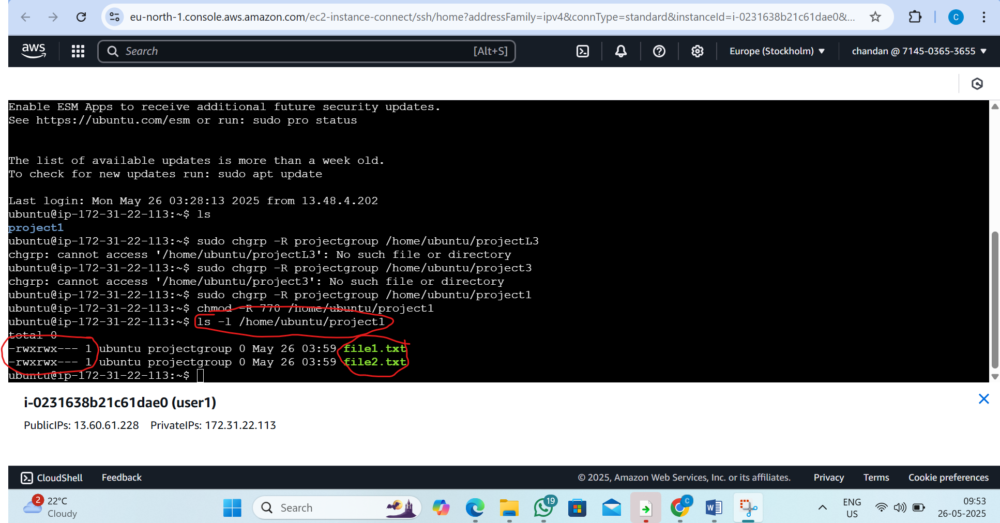 eu-north-1.console.aws.amazon.com/ec2-instance-connect/ssh/home?addressFamily=ipv4&connType=standard&instanceId=i-0231638b21c61dae0&...
C
aws
Search
[Alt+S]
Europe (Stockholm)
chandan @ 7145-0365-3655
Enable ESM Apps to receive additional future security updates.
See https://ubuntu.com/esm or run: sudo pro status
The list of available updates is more than a week old.
To check for new updates run: sudo apt update
Last login: Mon May 26 03:28:13 2025 from 13.48.4.202
ubuntu@ip-172-31-22-113:~$ ls
project1
ubuntu@ip-172-31-22-113:~$ sudo chgrp -R projectgroup /home/ubuntu/projectL3
chgrp: cannot access '/home/ubuntu/projectL3': No such file or directory
ubuntu@ip-172-31-22-113:~$ sudo chgrp -R projectgroup /home/ubuntu/project3
chgrp: cannot access '/home/ubuntu/project3': No such file or directory
ubuntu@ip-172-31-22-113:~$ sudo chgrp -R projectgroup /home/ubuntu/project1
ubuntu@ip-172-31-22-113:~$ chmod -R 770 /home/ubuntu/project1
ubuntu@ip-172-31-22-113:~$ ls -l /home/ubuntu/project1
total 0
-rwxrwx--- 1 ubuntu projectgroup 0 May 26 03:59 file1.txt
-rwxrwx--- 1 ubuntu projectgroup 0 May 26 03:59 file2.txt
ubuntu@ip-172-31-22-113:~$
i-0231638b21c61dae0 (user1)
PublicIPs: 13.60.61.228 PrivateIPs: 172.31.22.113
CloudShell
Feedback
© 2025, Amazon Web Services, Inc. or its affiliates.
Privacy
Terms
Cookie preferences
2
22°C
Cloudy
Search
19
C
W
ENG
US
09:53
26-05-2025